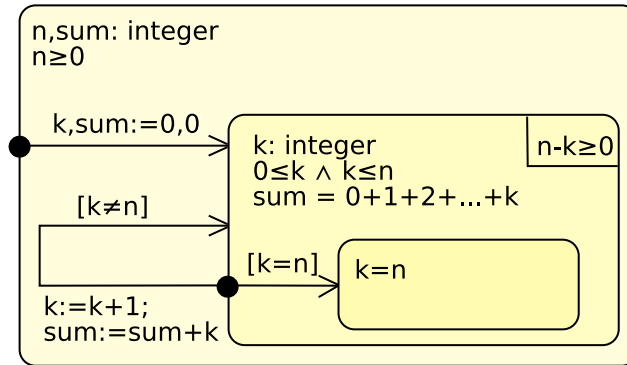 n,sum: integer
n≥0
k,sum:=0,0
k: integer
0≤k ∧ k≤n
sum = 0+1+2+...+k
n-k≥0
[k≠n]
[k=n]
k=n
k:=k+1;
sum:=sum+k